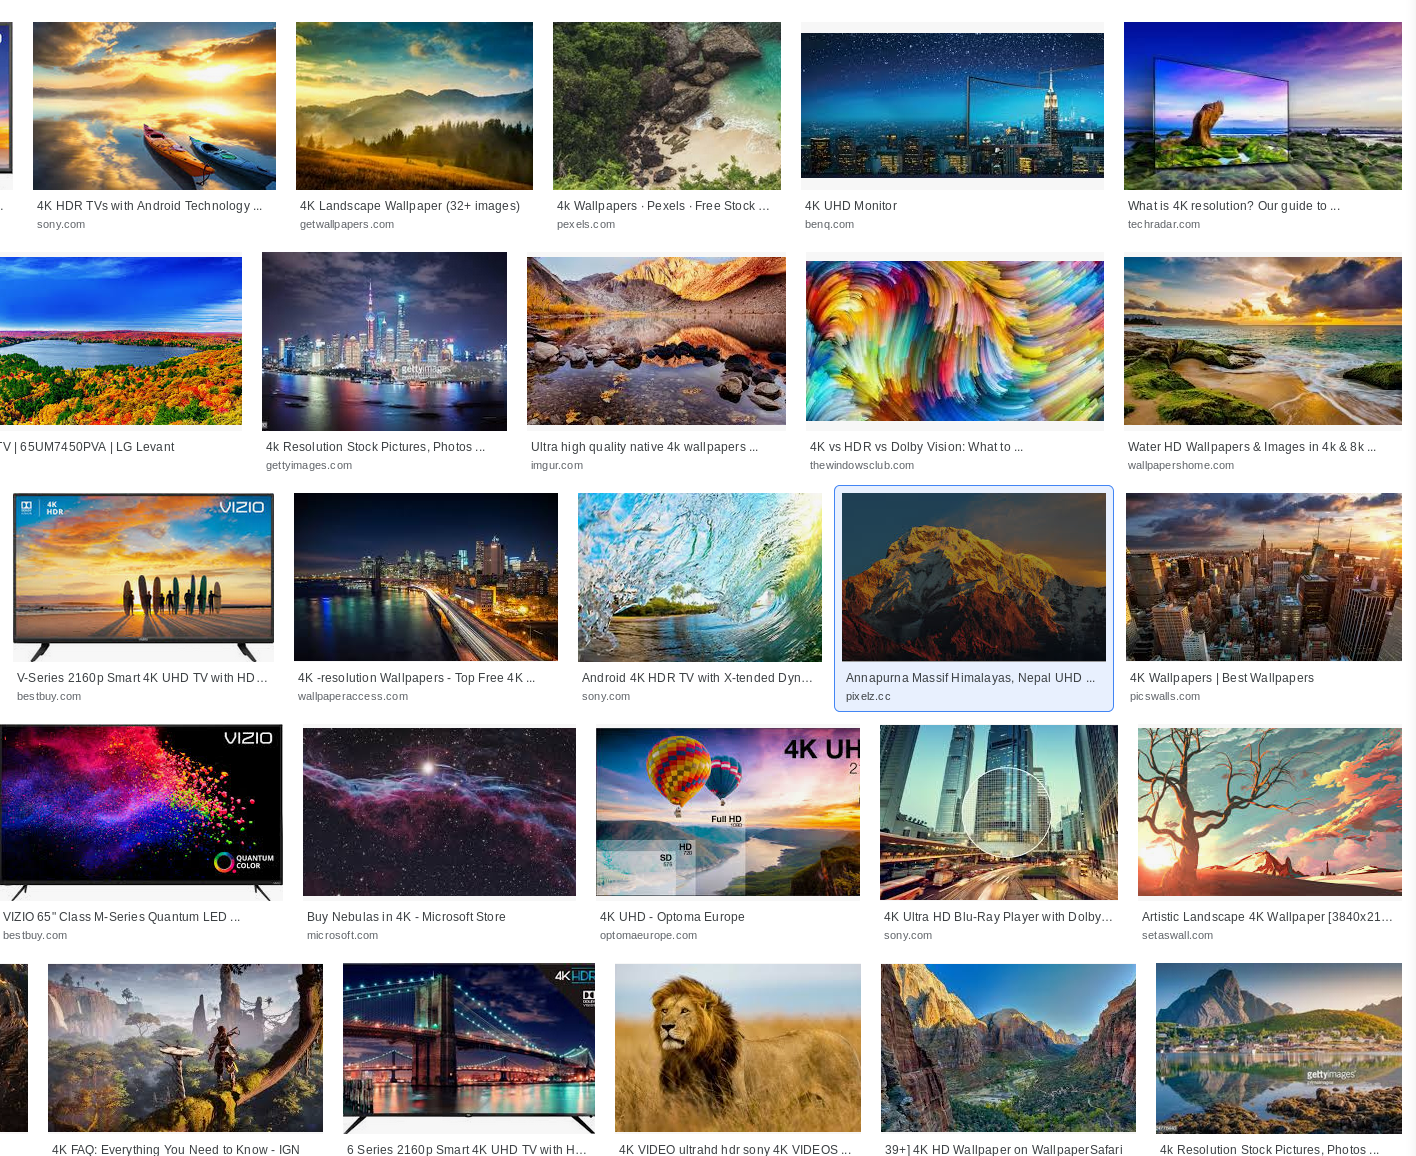 4K HDR TVs with Android Technology ...
sony.com
4K Landscape Wallpaper (32+ images)
getwallpapers.com
4k Wallpapers · Pexels · Free Stock ...
pexels.com
4K UHD Monitor
benq.com
What is 4K resolution? Our guide to ...
techradar.com
TV | 65UM7450PVA | LG Levant
gettyimages
4k Resolution Stock Pictures, Photos ...
gettyimages.com
Ultra high quality native 4k wallpapers ...
imgur.com
4K vs HDR vs Dolby Vision: What to ...
thewindowsclub.com
Water HD Wallpapers & Images in 4k & 8k ...
wallpapershome.com
4K
HDR
VIZIO
V-Series 2160p Smart 4K UHD TV with HD...
bestbuy.com
4K -resolution Wallpapers - Top Free 4K ...
wallpaperaccess.com
Android 4K HDR TV with X-tended Dyn...
sony.com
Annapurna Massif Himalayas, Nepal UHD ...
pixelz.cc
4K Wallpapers | Best Wallpapers
picswalls.com
VIZIO
QUANTUM
COLOR
VIZIO 65" Class M-Series Quantum LED ...
bestbuy.com
Buy Nebulas in 4K - Microsoft Store
microsoft.com
4K UH
2
Full HD
1080
HD
720
SD
576
4K UHD - Optoma Europe
optomaeurope.com
4K Ultra HD Blu-Ray Player with Dolby...
sony.com
Artistic Landscape 4K Wallpaper [3840x21...
setaswall.com
4K FAQ: Everything You Need to Know - IGN
4K HDR
6 Series 2160p Smart 4K UHD TV with H...
4K VIDEO ultrahd hdr sony 4K VIDEOS ...
39+] 4K HD Wallpaper on WallpaperSafari
gettyimages
4k Resolution Stock Pictures, Photos ...